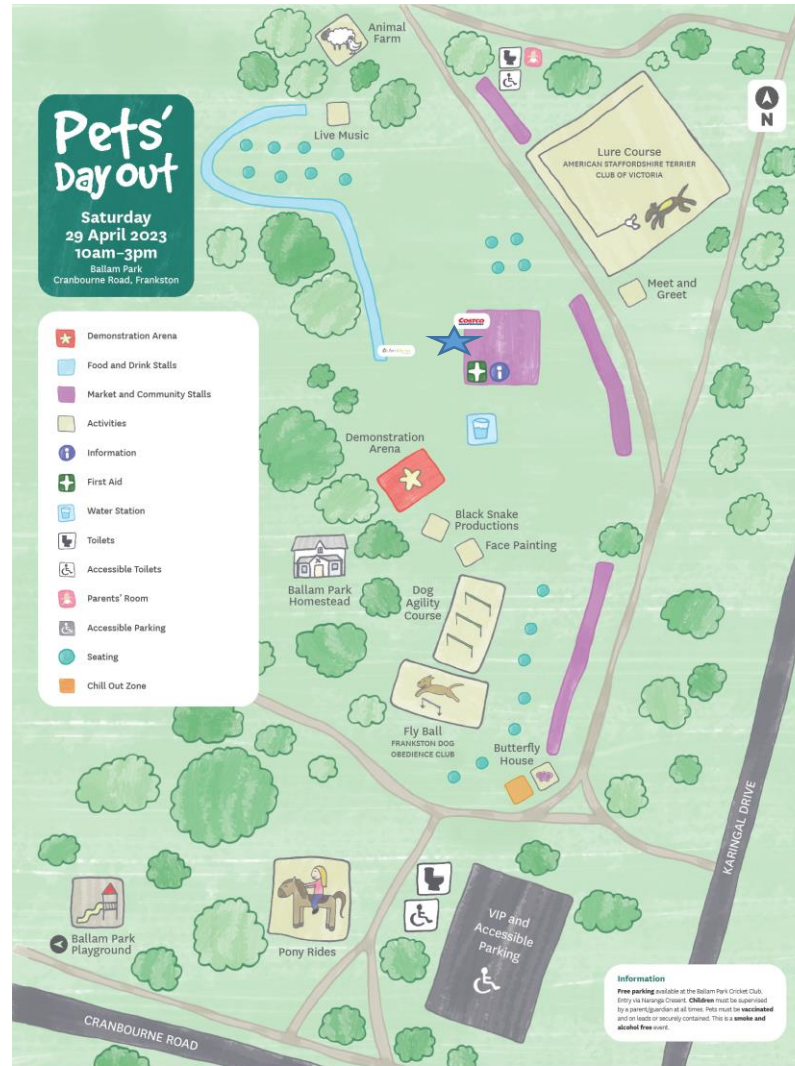 Pets'
Day out
Saturday
29 April 2023
10am–3pm
Ballam Park
Cranbourne Road, Frankston
Demonstration Arena
Food and Drink Stalls
Market and Community Stalls
Activities
Information
First Aid
Water Station
Toilets
Accessible Toilets
Parents' Room
Accessible Parking
Seating
Chill Out Zone
Animal
Farm
Live Music
N
Lure Course
AMERICAN STAFFORDSHIRE TERRIER
CLUB OF VICTORIA
Meet and
Greet
COSTCO
Demonstration
Arena
Black Snake
Productions
Face Painting
Ballam Park
Homestead
Dog
Agility
Course
Fly Ball
FRANKSTON DOG
OBEDIENCE CLUB
Butterfly
House
KARINGAL DRIVE
Ballam Park
Playground
Pony Rides
VIP and
Accessible
Parking
CRANBOURNE ROAD
Information
Free parking available at the Ballam Park Cricket Club.
Entry via Naranga Cresent. Children must be supervised
by a parent/guardian at all times. Pets must be vaccinated
and on leads or securely contained. This is a smoke and
alcohol free event.